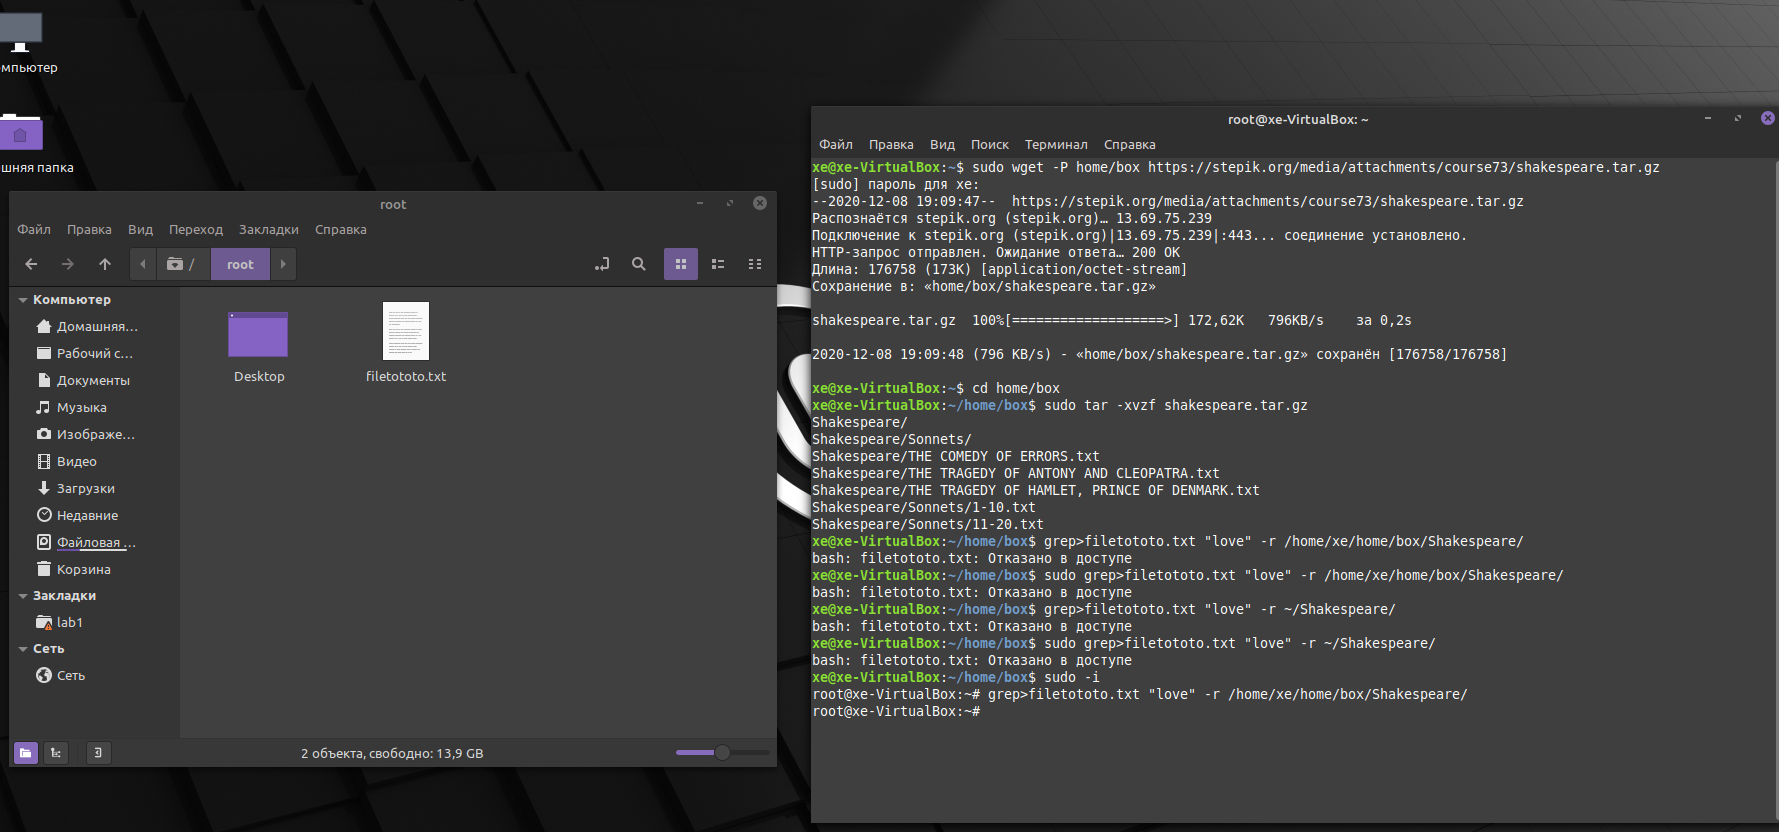 мпьютер
шняя папка
root
Файл Правка Вид Переход Закладки Справка
/ root
Компьютер
Домашняя...
Рабочий с...
Документы
Музыка
Изображе...
Видео
Загрузки
Недавние
Файловая ...
Корзина
Закладки
lab1
Сеть
Сеть
Desktop
filetototo.txt
2 объекта, свободно: 13,9 GB
root@xe-VirtualBox: ~
Файл Правка Вид Поиск Терминал Справка
xe@xe-VirtualBox:~$ sudo wget -P home/box https://stepik.org/media/attachments/course73/shakespeare.tar.gz
[sudo] пароль для xe:
--2020-12-08 19:09:47--  https://stepik.org/media/attachments/course73/shakespeare.tar.gz
Распознаётся stepik.org (stepik.org)… 13.69.75.239
Подключение к stepik.org (stepik.org)|13.69.75.239|:443... соединение установлено.
HTTP-запрос отправлен. Ожидание ответа… 200 OK
Длина: 176758 (173K) [application/octet-stream]
Сохранение в: «home/box/shakespeare.tar.gz»
shakespeare.tar.gz  100%[===================>] 172,62K   796KB/s    за 0,2s
2020-12-08 19:09:48 (796 KB/s) - «home/box/shakespeare.tar.gz» сохранён [176758/176758]
xe@xe-VirtualBox:~$ cd home/box
xe@xe-VirtualBox:~/home/box$ sudo tar -xvzf shakespeare.tar.gz
Shakespeare/
Shakespeare/Sonnets/
Shakespeare/THE COMEDY OF ERRORS.txt
Shakespeare/THE TRAGEDY OF ANTONY AND CLEOPATRA.txt
Shakespeare/THE TRAGEDY OF HAMLET, PRINCE OF DENMARK.txt
Shakespeare/Sonnets/1-10.txt
Shakespeare/Sonnets/11-20.txt
xe@xe-VirtualBox:~/home/box$ grep>filetototo.txt "love" -r /home/xe/home/box/Shakespeare/
bash: filetototo.txt: Отказано в доступе
xe@xe-VirtualBox:~/home/box$ sudo grep>filetototo.txt "love" -r /home/xe/home/box/Shakespeare/
bash: filetototo.txt: Отказано в доступе
xe@xe-VirtualBox:~/home/box$ grep>filetototo.txt "love" -r ~/Shakespeare/
bash: filetototo.txt: Отказано в доступе
xe@xe-VirtualBox:~/home/box$ sudo grep>filetototo.txt "love" -r ~/Shakespeare/
bash: filetototo.txt: Отказано в доступе
xe@xe-VirtualBox:~/home/box$ sudo -i
root@xe-VirtualBox:~# grep>filetototo.txt "love" -r /home/xe/home/box/Shakespeare/
root@xe-VirtualBox:~#